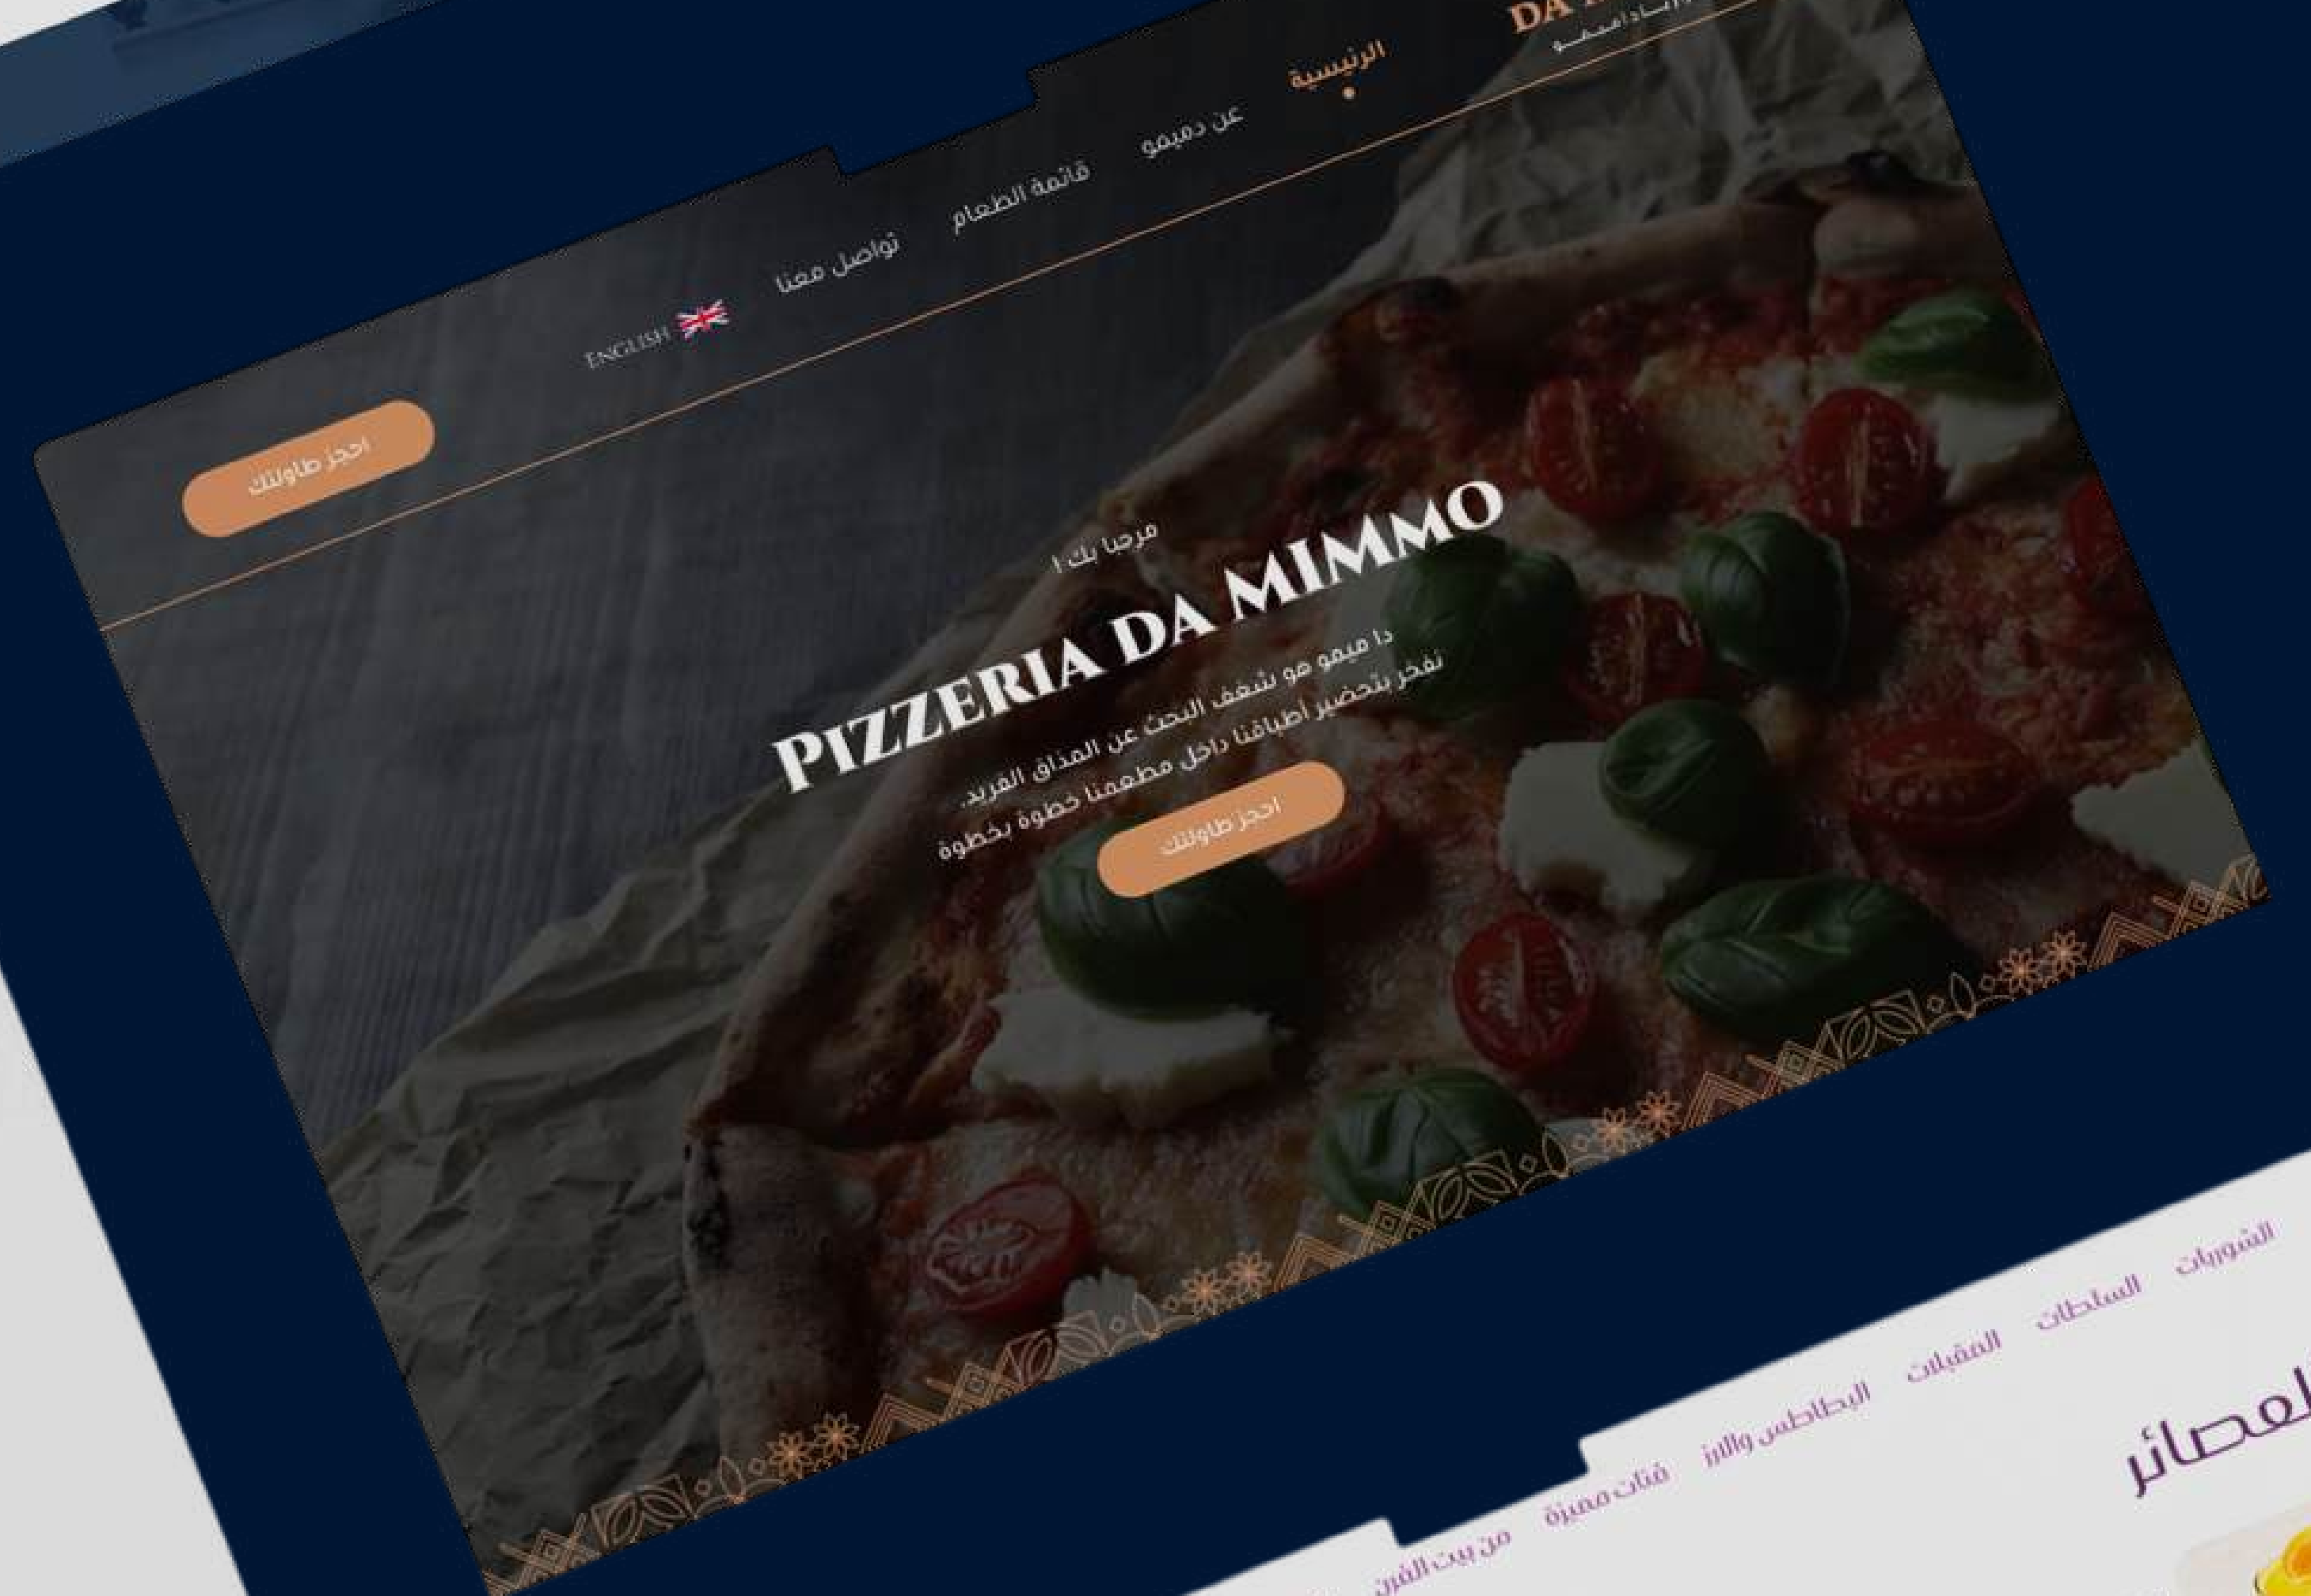 الرئيسية
عن دميمو
قائمة الطعام
تواصل معنا
ENGLISH
احجز طاولتك
مرحبا بك !
PIZZERIA DA MIMMO
دا ميمو هو شغف البحث عن المذاق الفريد.
نفخر بتحضير أطباقنا داخل مطعمنا خطوة بخطوة
احجز طاولتك
الشوربات
السلطات
المقبلات
البطاطس والارز
فئات مميزة
من بيت الفرن